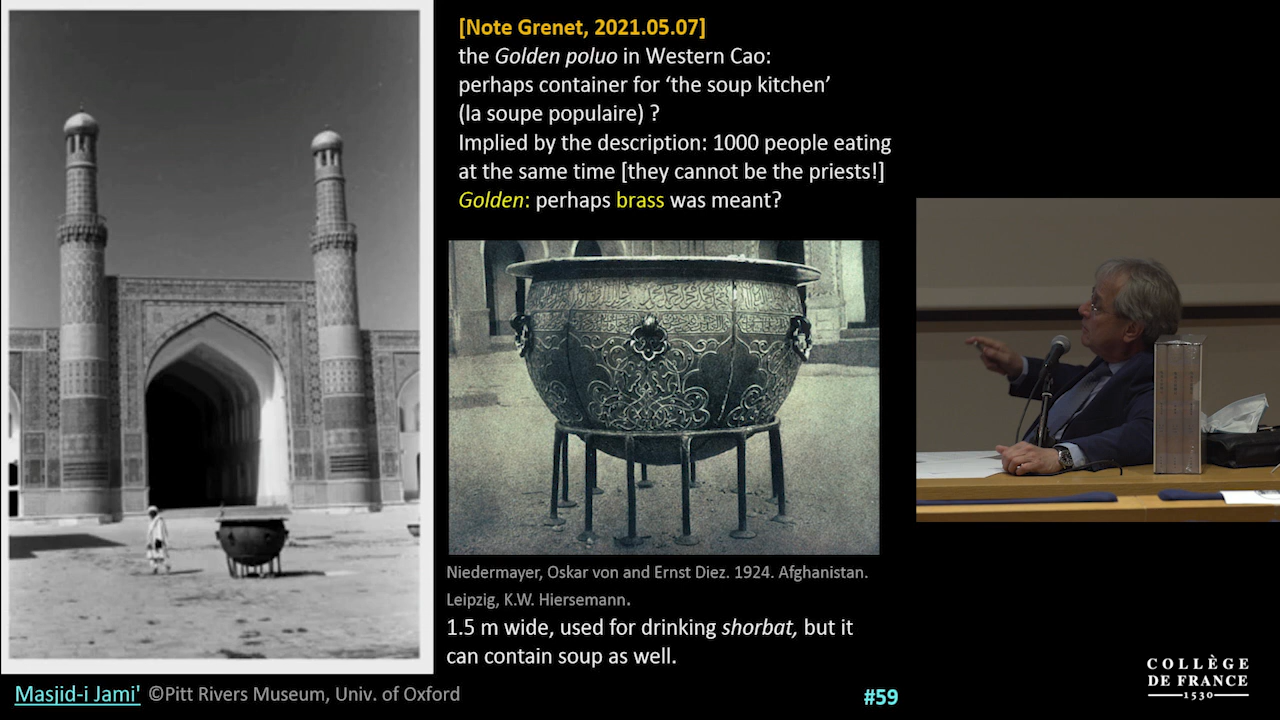 [Note Grenet, 2021.05.07]
the Golden poluo in Western Cao:
perhaps container for ‘the soup kitchen’
(la soupe populaire) ?
Implied by the description: 1000 people eating
at the same time [they cannot be the priests!]
Golden: perhaps brass was meant?
Niedermayer, Oskar von and Ernst Diez. 1924. Afghanistan.
Leipzig, K.W. Hiersemann.
1.5 m wide, used for drinking shorbat, but it
can contain soup as well.
Masjid-i Jami' ©Pitt Rivers Museum, Univ. of Oxford
#59
COLLÈGE
DE FRANCE
1530